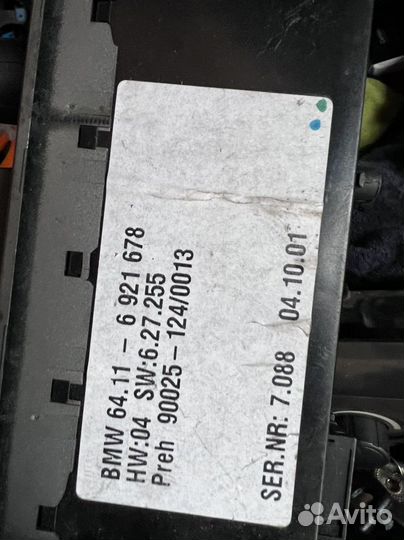 BMW 64.11 - 6 921 678
HW:04 SW:6.27.255
Preh 90025-124/0013
SER.NR: 7.088 04.10.01
Avito